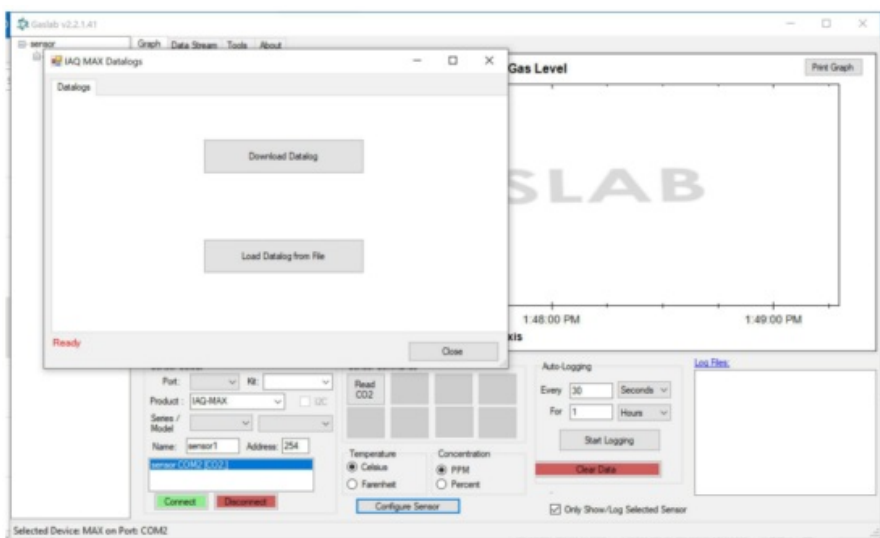 Gaslab v2.2.1.41
sensor
Graph Data Stream Tools About
IAQ MAX Datalogs
Datalogs
Download Datalog
Load Datalog from File
Ready
Close
Gas Level
Print Graph
SLAB
1:48:00 PM
1:49:00 PM
xis
Port:
Kit:
Product :
IAQ-MAX
I2C
Series /
Model
Name:
sensor1
Address:
254
sensor COM2 [CO2,]
Connect
Disconnect
Read
CO2
Temperature
Celsius
Farenheit
Concentration
PPM
Percent
Configure Sensor
Auto-Logging
Every
30
Seconds
For
1
Hours
Start Logging
Clear Data
Only Show/Log Selected Sensor
Log Files:
Selected Device: MAX on Port: COM2